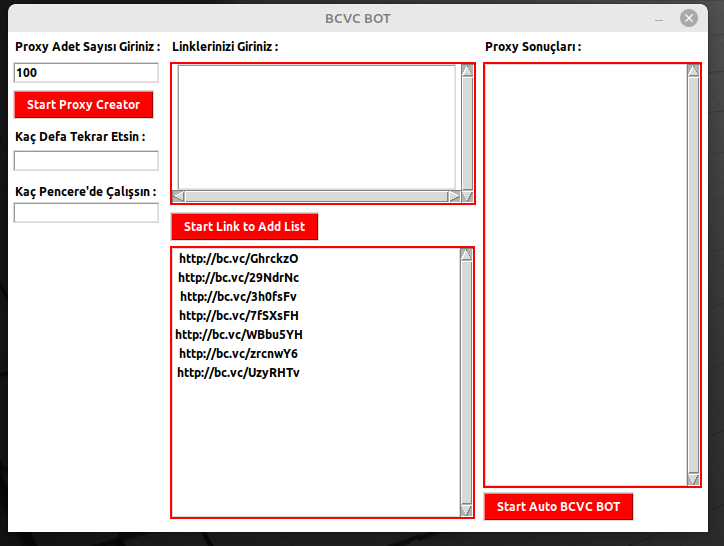 BCVC BOT
Proxy Adet Sayısı Giriniz :
100
Start Proxy Creator
Kaç Defa Tekrar Etsin :
Kaç Pencere'de Çalışsın :
Linklerinizi Giriniz :
Start Link to Add List
http://bc.vc/GhrckzO
http://bc.vc/29NdrNc
http://bc.vc/3h0fsFv
http://bc.vc/7fSXsFH
http://bc.vc/WBbu5YH
http://bc.vc/zrcnwY6
http://bc.vc/UzyRHTv
Proxy Sonuçları :
Start Auto BCVC BOT